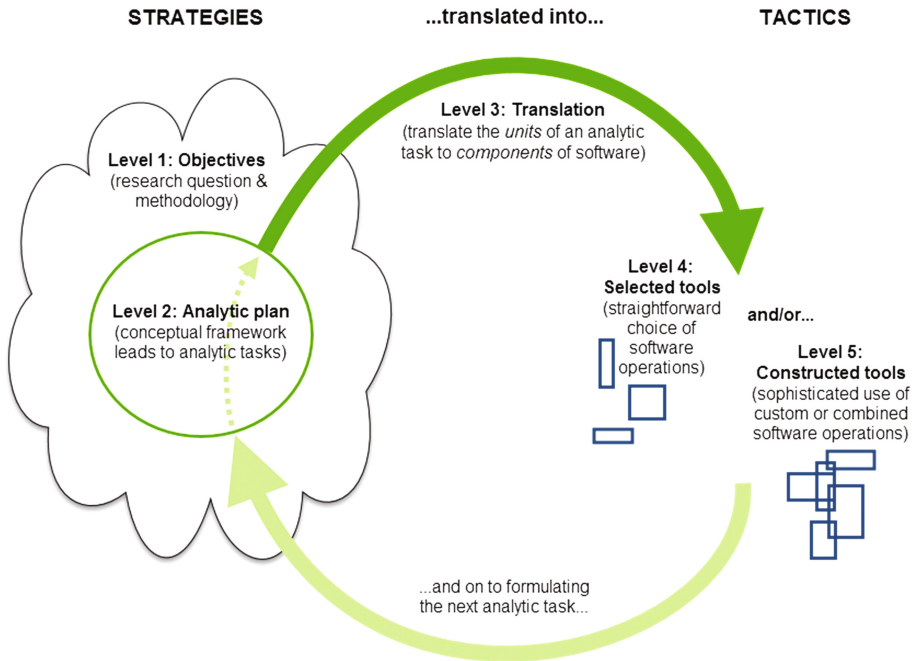 STRATEGIES
...translated into...
TACTICS
Level 1: Objectives
(research question &
methodology)
Level 2: Analytic plan
(conceptual framework
leads to analytic tasks)
Level 3: Translation
(translate the units of an analytic
task to components of software)
Level 4:
Selected tools
(straightforward
choice of
software
operations)
and/or...
Level 5:
Constructed tools
(sophisticated use of
custom or combined
software operations)
...and on to formulating
the next analytic task...